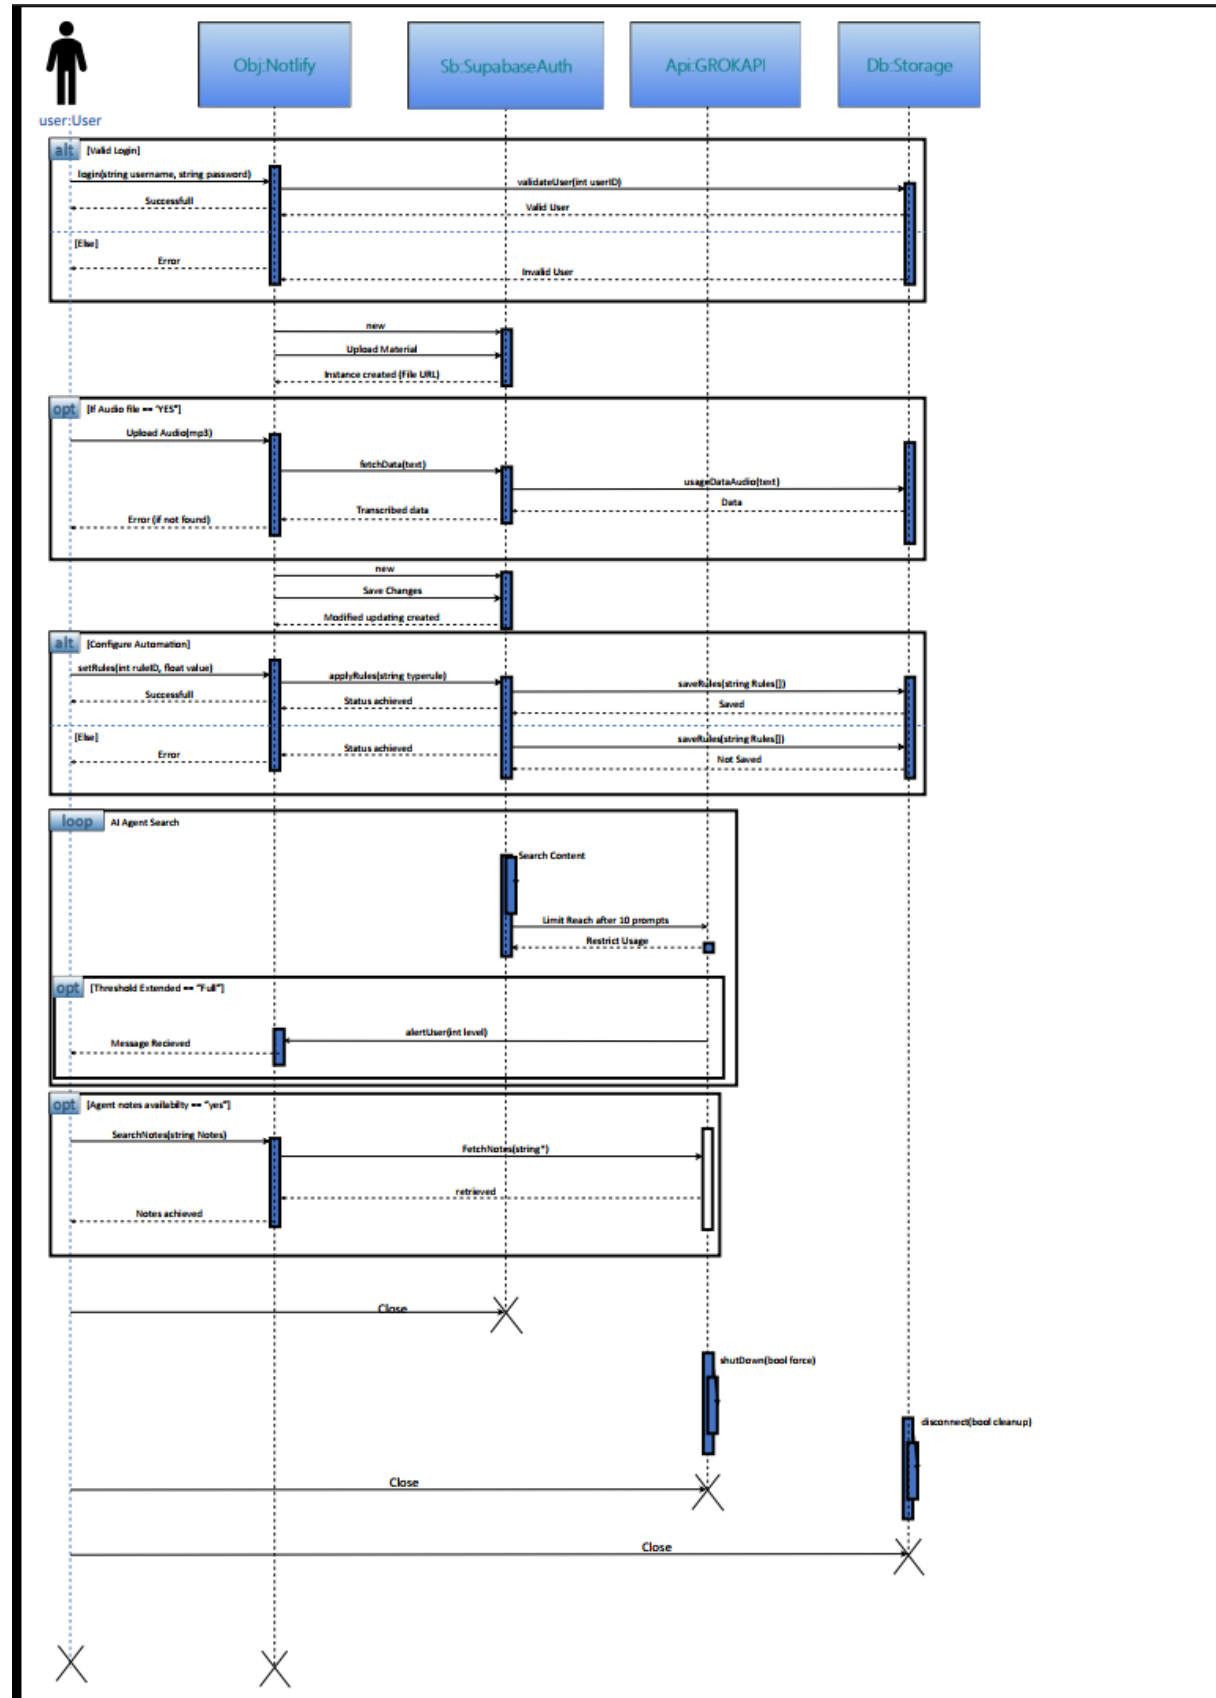 Obj:Notlify
Sb:SupabaseAuth
Api:GROKAPI
Db:Storage
user:User
alt [Valid Login]
login(string username, string password)
validateUser(int userID)
Successfull
Valid User
[Else]
Error
Invalid User
new
Upload Material
Instance created (File URL)
opt [If Audio file == "YES"]
Upload Audio(mp3)
fetchData(text)
usageDataAudio(text)
Data
Transcribed data
Error (if not found)
new
Save Changes
Modified updating created
alt [Configure Automation]
setRules(int ruleID, float value)
applyRules(string typerule)
saveRules(string Rules[])
Successfull
Status achieved
Saved
[Else]
saveRules(string Rules[])
Status achieved
Error
Not Saved
loop AI Agent Search
Search Content
Limit Reach after 10 prompts
Restrict Usage
opt [Threshold Extended == "Full"]
alertUser(int level)
Message Recieved
opt [Agent notes availabilty == "yes"]
SearchNotes(string Notes)
FetchNotes(string*)
retrieved
Notes achieved
Close
shutDown(bool force)
disconnect(bool cleanup)
Close
Close